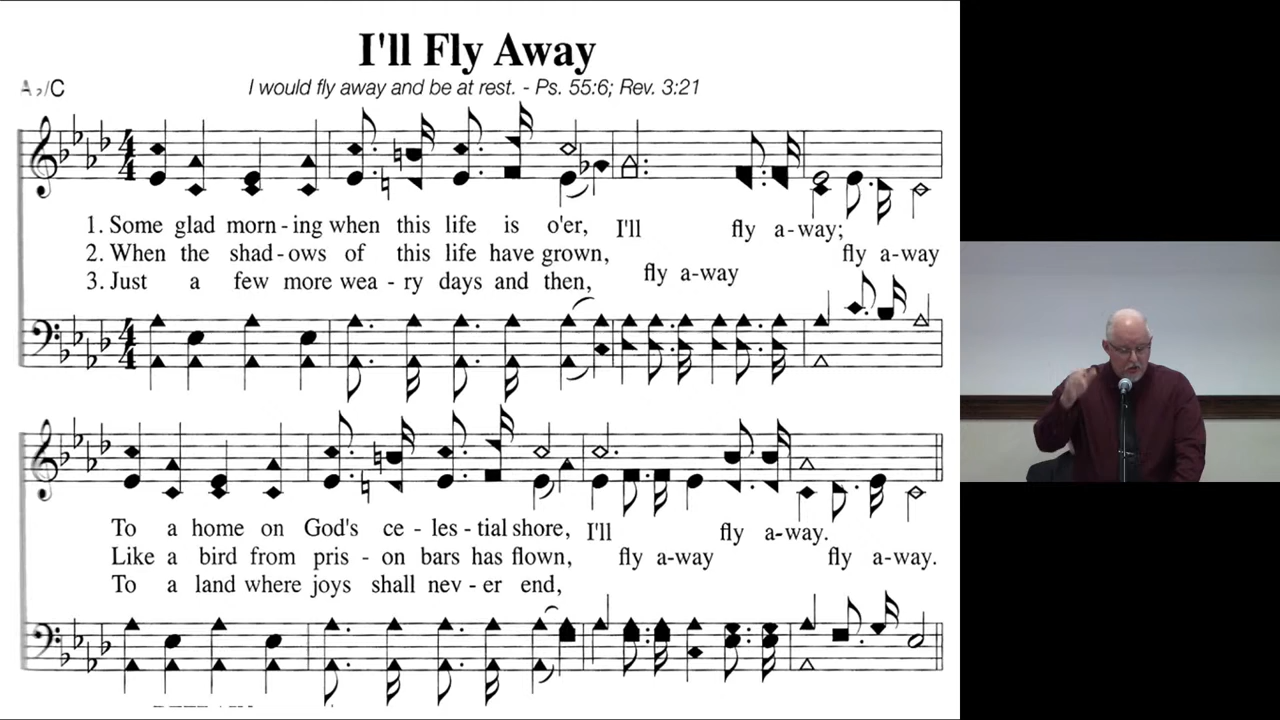 I'll Fly Away
A♭/C
I would fly away and be at rest. - Ps. 55:6; Rev. 3:21
4 4
1. Some glad morn - ing when this life is o'er, I'll fly a-way;
2. When the shad - ows of this life have grown, fly a-way
3. Just a few more wea - ry days and then, fly a-way
4 4
To a home on God's ce - les - tial shore, I'll fly a-way.
Like a bird from pris - on bars has flown, fly a-way fly a-way.
To a land where joys shall nev - er end,